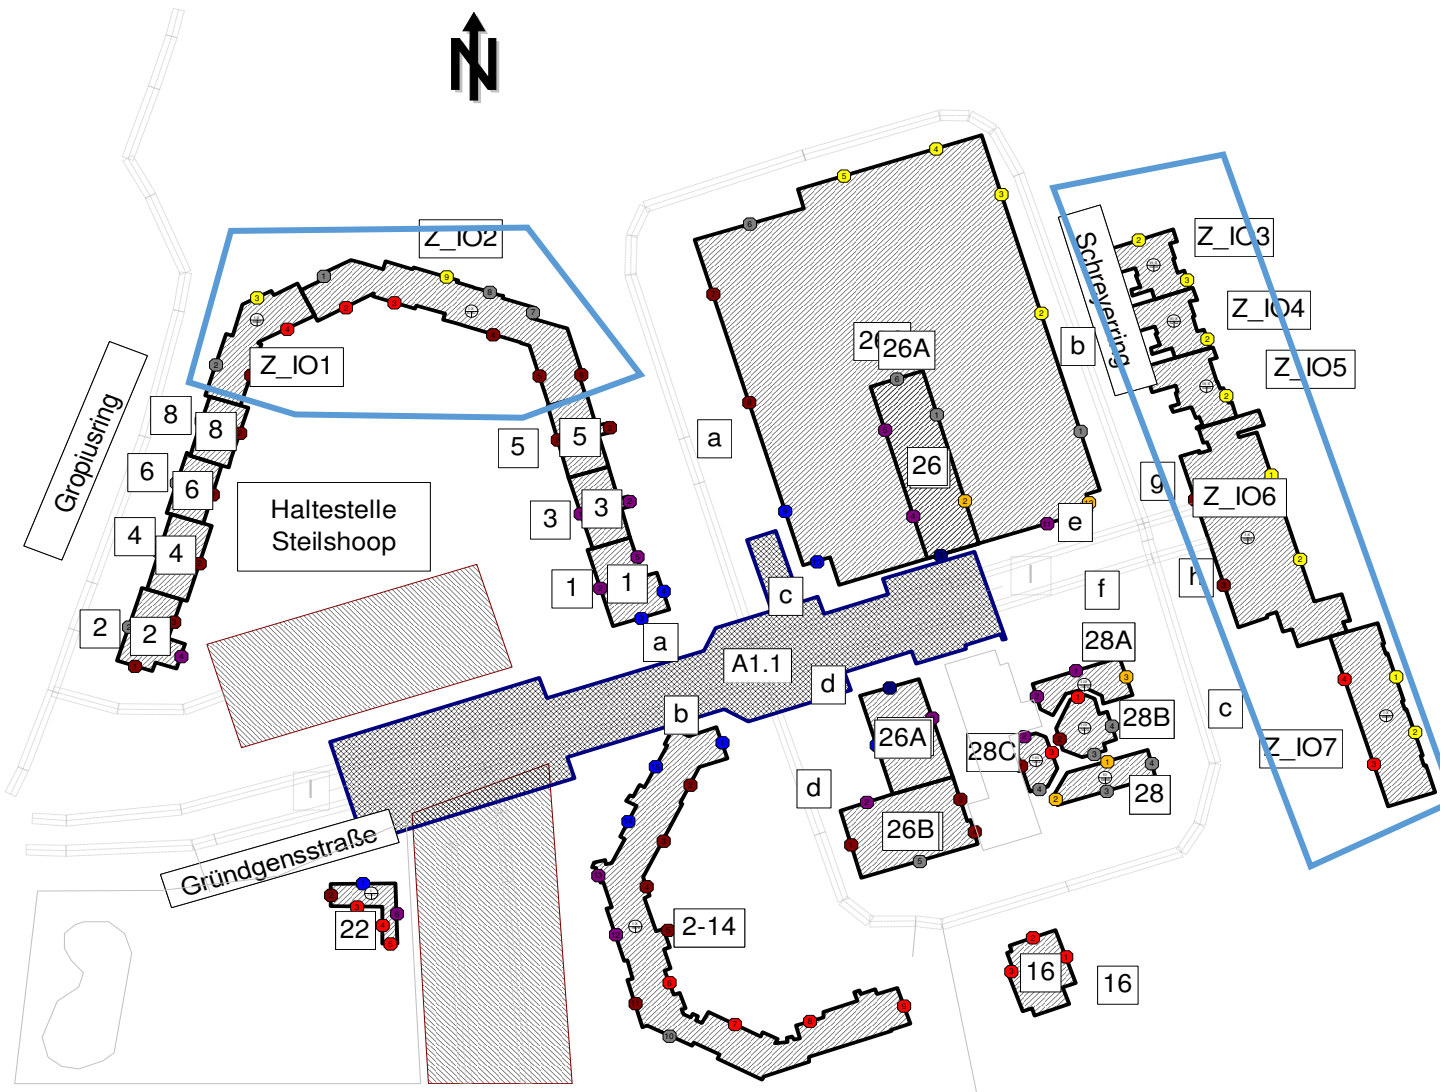 N
Z_IO2
Z_IO3
Schreyerring
Z_IO4
26A
b
Z_IO1
Z_IO5
Gropiusring
8
8
5
5
a
6
6
26
g
Z_IO6
Haltestelle
Steilshoop
3
3
e
4
4
1
1
c
f
h
2
2
a
28A
A1.1
d
b
26A
28B
c
28C
Z_IO7
d
28
26B
Gründgensstraße
22
2-14
16
16